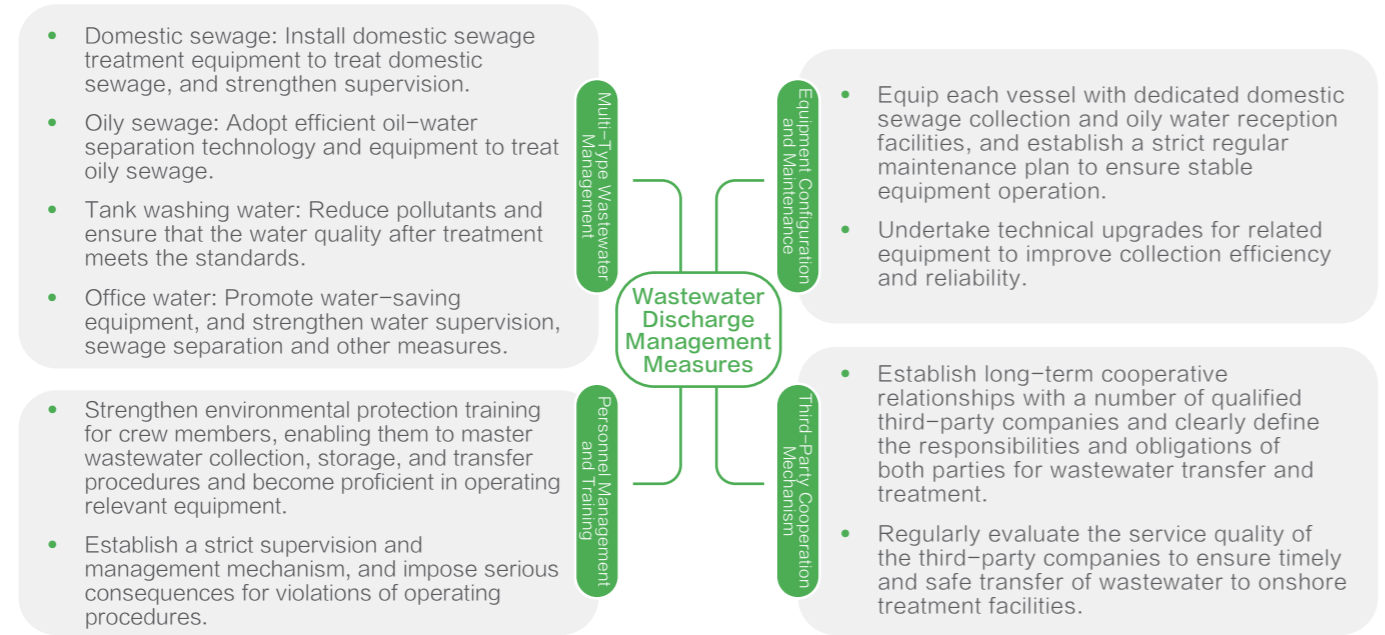 • Domestic sewage: Install domestic sewage
treatment equipment to treat domestic
sewage, and strengthen supervision.
• Oily sewage: Adopt efficient oil-water
separation technology and equipment to treat
oily sewage.
• Tank washing water: Reduce pollutants and
ensure that the water quality after treatment
meets the standards.
• Office water: Promote water-saving
equipment, and strengthen water supervision,
sewage separation and other measures.
Multi-Type Wastewater
Management
Equipment Configuration
and Maintenance
• Equip each vessel with dedicated domestic
sewage collection and oily water reception
facilities, and establish a strict regular
maintenance plan to ensure stable
equipment operation.
• Undertake technical upgrades for related
equipment to improve collection efficiency
and reliability.
Wastewater
Discharge
Management
Measures
• Strengthen environmental protection training
for crew members, enabling them to master
wastewater collection, storage, and transfer
procedures and become proficient in operating
relevant equipment.
• Establish a strict supervision and
management mechanism, and impose serious
consequences for violations of operating
procedures.
Personnel Management
and Training
Third-Party Cooperation
Mechanism
• Establish long-term cooperative
relationships with a number of qualified
third-party companies and clearly define
the responsibilities and obligations of
both parties for wastewater transfer and
treatment.
• Regularly evaluate the service quality of
the third-party companies to ensure timely
and safe transfer of wastewater to onshore
treatment facilities.